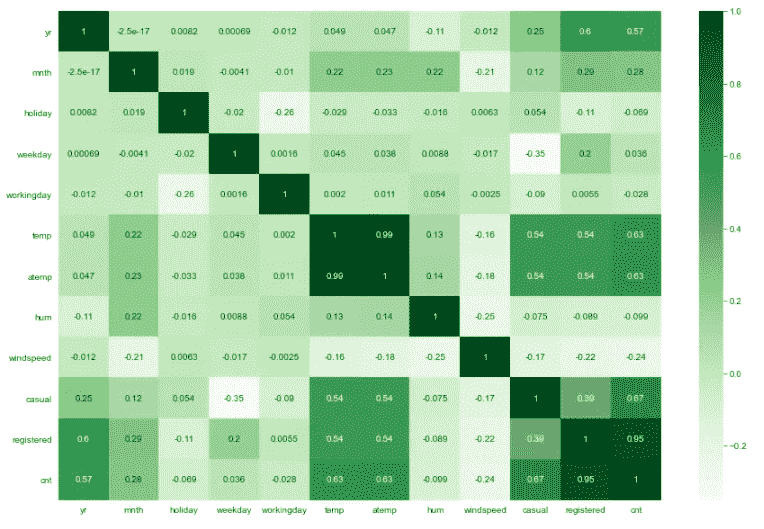 yr 1 -2.5e-17 0.0082 0.00069 -0.012 0.049 0.047 -0.11 -0.012 0.25 0.6 0.57
mnth -2.5e-17 1 0.019 -0.0041 -0.01 0.22 0.23 0.22 -0.21 0.12 0.29 0.28
holiday 0.0082 0.019 1 -0.02 -0.26 -0.029 -0.033 -0.016 0.0063 0.054 -0.11 -0.069
weekday 0.00069 -0.0041 -0.02 1 0.0016 0.045 0.038 0.0088 -0.017 -0.35 0.2 0.036
workingday -0.012 -0.01 -0.26 0.0016 1 0.002 0.011 0.054 -0.0025 -0.09 0.0055 -0.028
temp 0.049 0.22 -0.029 0.045 0.002 1 0.99 0.13 -0.16 0.54 0.54 0.63
atemp 0.047 0.23 -0.033 0.038 0.011 0.99 1 0.14 -0.18 0.54 0.54 0.63
hum -0.11 0.22 -0.016 0.0088 0.054 0.13 0.14 1 -0.25 -0.075 -0.089 -0.099
windspeed -0.012 -0.21 0.0063 -0.017 -0.0025 -0.16 -0.18 -0.25 1 -0.17 -0.22 -0.24
casual 0.25 0.12 0.054 -0.35 -0.09 0.54 0.54 -0.075 -0.17 1 0.39 0.67
registered 0.6 0.29 -0.11 0.2 0.0055 0.54 0.54 -0.089 -0.22 0.39 1 0.95
cnt 0.57 0.28 -0.069 0.036 -0.028 0.63 0.63 -0.099 -0.24 0.67 0.95 1
yr mnth holiday weekday workingday temp atemp hum windspeed casual registered cnt
1.0
0.8
0.6
0.4
0.2
0.0
-0.2